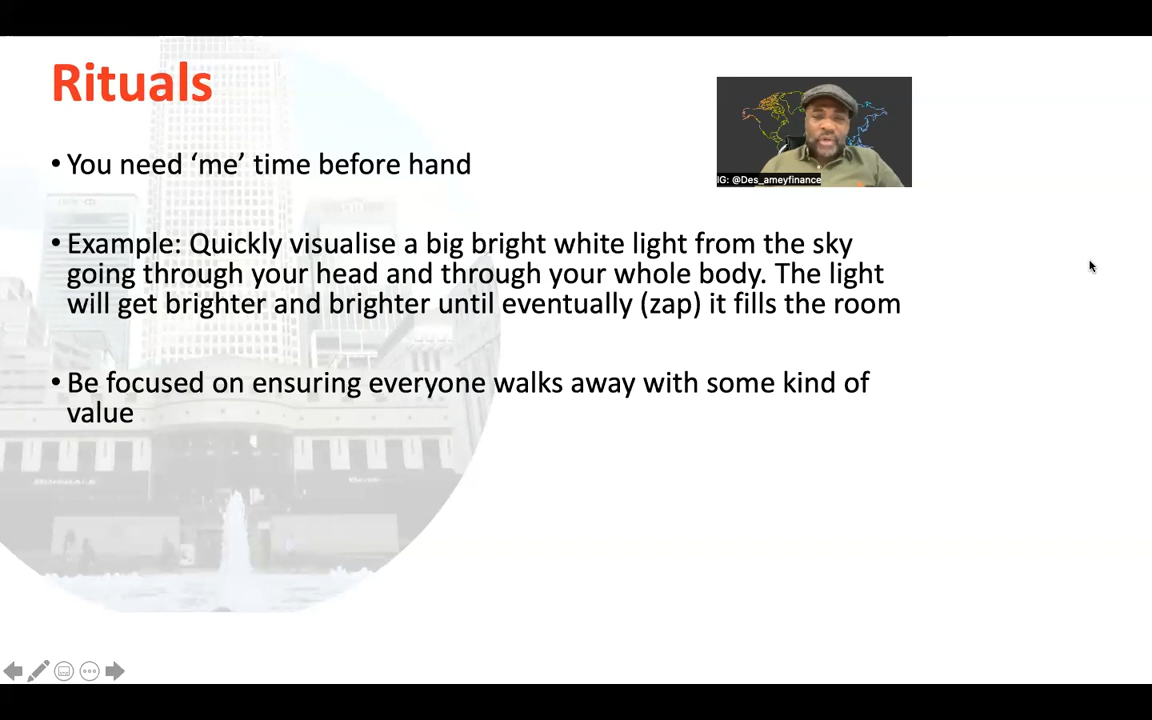 Rituals
• You need ‘me’ time before hand
IG: @Des_ameyfinance
• Example: Quickly visualise a big bright white light from the sky
going through your head and through your whole body. The light
will get brighter and brighter until eventually (zap) it fills the room
• Be focused on ensuring everyone walks away with some kind of
value